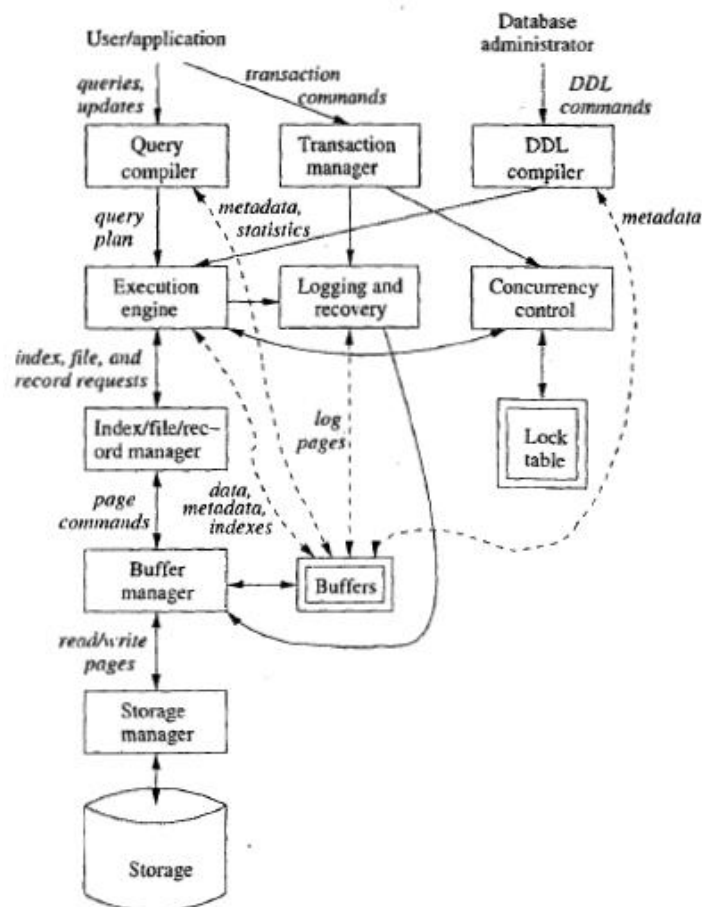 User/application
Database
administrator
queries,
updates
transaction
commands
DDL
commands
Query
compiler
Transaction
manager
DDL
compiler
query
plan
metadata,
statistics
metadata
Execution
engine
Logging and
recovery
Concurrency
control
index, file, and
record requests
log
pages
Index/file/rec-
ord manager
Lock
table
page
commands
data,
metadata,
indexes
Buffer
manager
Buffers
read/write
pages
Storage
manager
Storage